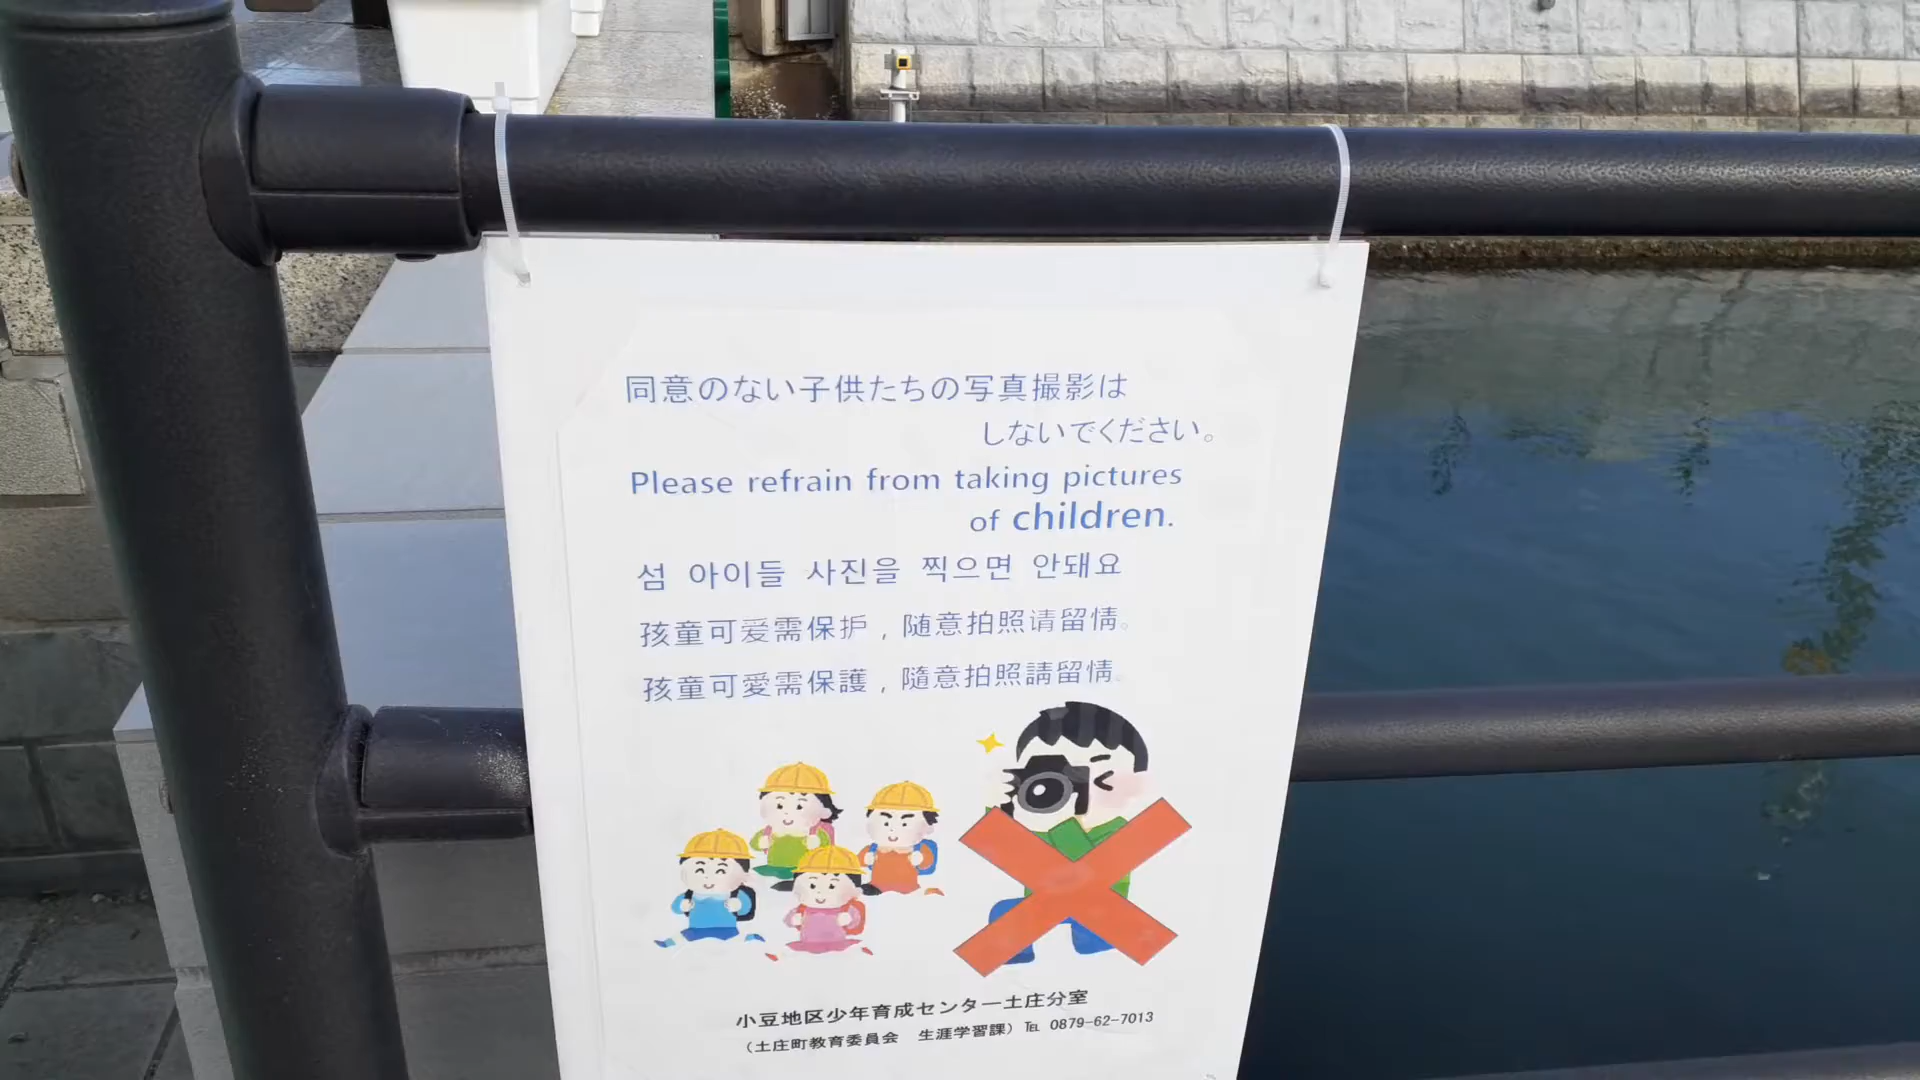 同意のない子供たちの写真撮影は
しないでください。
Please refrain from taking pictures
of children.
섬 아이들 사진을 찍으면 안돼요
孩童可爱需保护，随意拍照请留情。
孩童可愛需保護，隨意拍照請留情。
小豆地区少年育成センター土庄分室
（土庄町教育委員会　生涯学習課）℡ 0879-62-7013